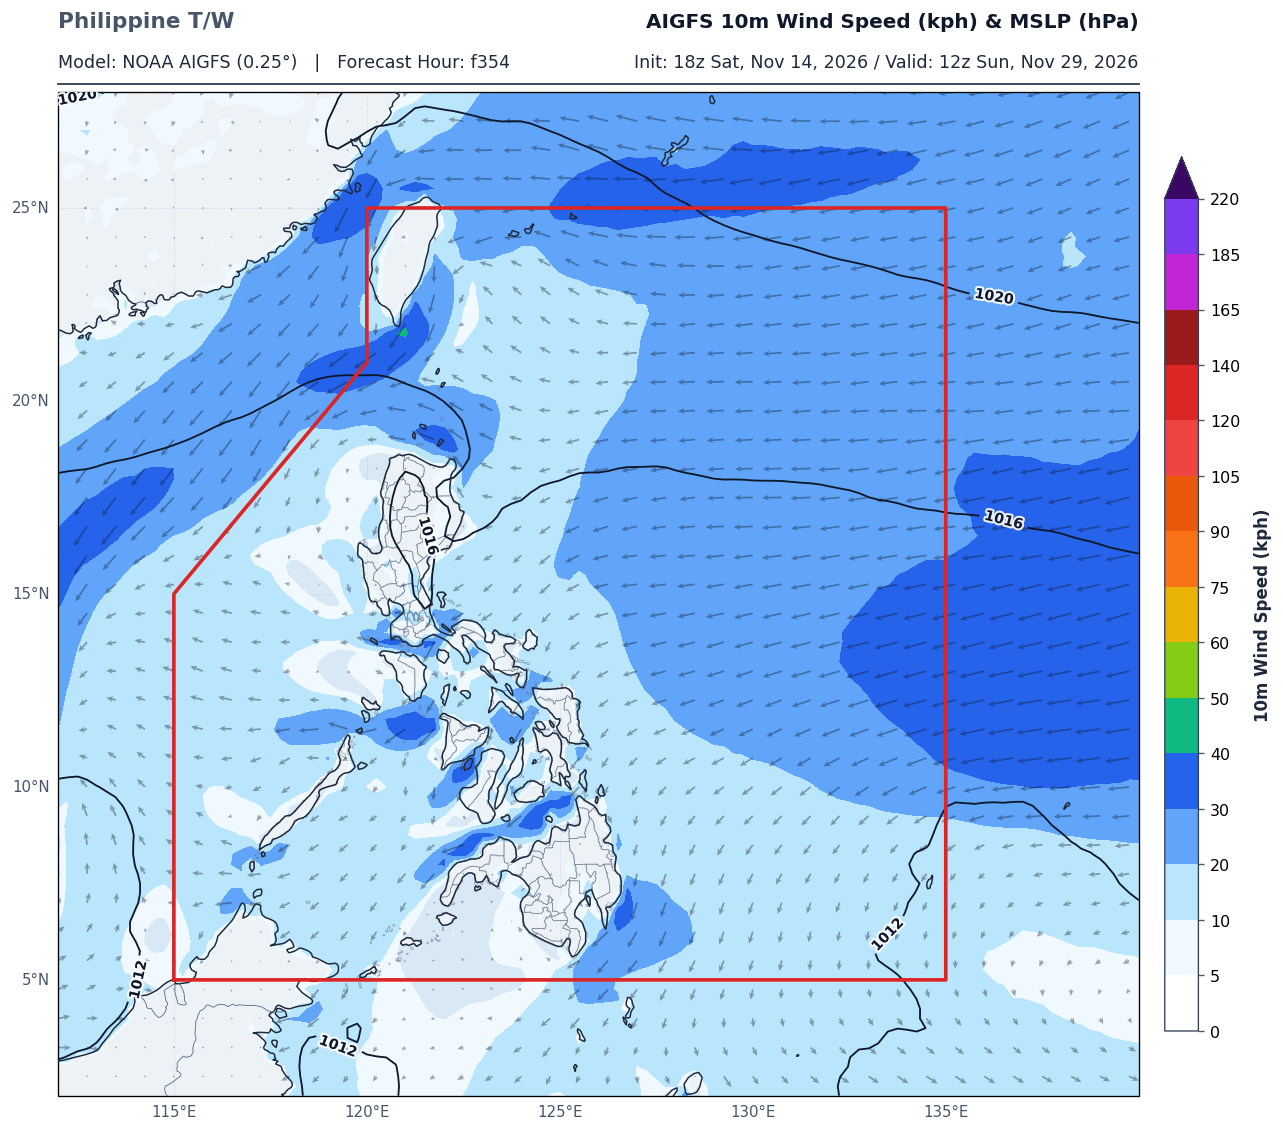 Philippine T/W
AIGFS 10m Wind Speed (kph) & MSLP (hPa)
Model: NOAA AIGFS (0.25°)   |   Forecast Hour: f354
Init: 18z Sat, Nov 14, 2026 / Valid: 12z Sun, Nov 29, 2026
1020
25°N
20°N
15°N
10°N
5°N
1020
1016
1016
1012
1012
1012
115°E
120°E
125°E
130°E
135°E
220
185
165
140
120
105
90
75
60
50
40
30
20
10
5
0
10m Wind Speed (kph)